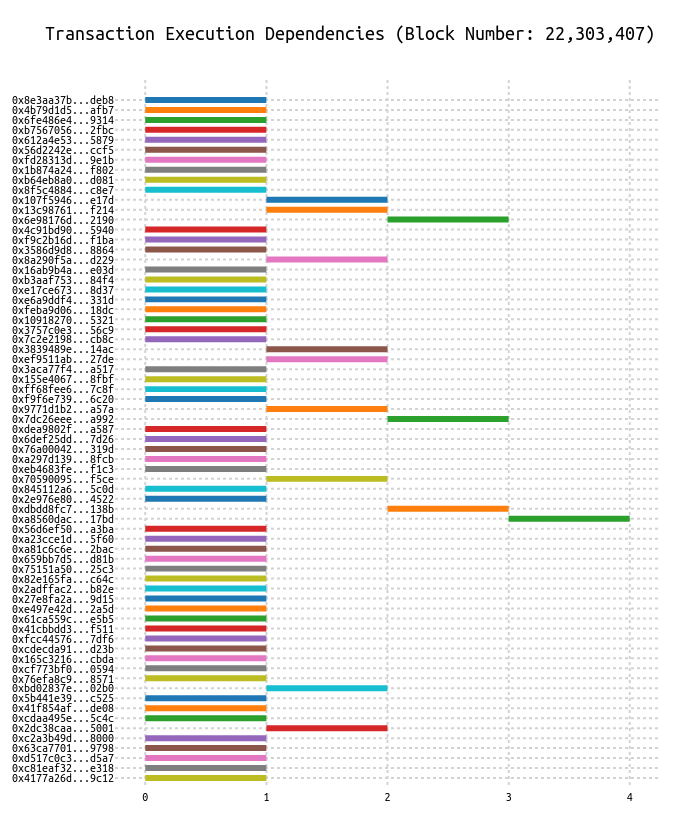 Transaction Execution Dependencies (Block Number: 22,303,407)
0x8e3aa37b...deb8
0x4b79d1d5...afb7
0x6fe486e4...9314
0xb7567056...2fbc
0x612a4e53...5879
0x56d2242e...ccf5
0xfd28313d...9e1b
0x1b874a24...f802
0xb64eb8a0...d081
0x8f5c4884...c8e7
0x107f5946...e17d
0x13c98761...f214
0x6e98176d...2190
0x4c91bd90...5940
0xf9c2b16d...f1ba
0x3586d9d8...8864
0x8a290f5a...d229
0x16ab9b4a...e03d
0xb3aaf753...84f4
0xe17ce673...8d37
0xe6a9ddf4...331d
0xfeba9d06...18dc
0x10918270...5321
0x3757c0e3...56c9
0x7c2e2198...cb8c
0x3839489e...14ac
0xef9511ab...27de
0x3aca77f4...a517
0x155e4067...8fbf
0xff68fee6...7c8f
0xf9f6e739...6c20
0x9771d1b2...a57a
0x7dc26eee...a992
0xdea9802f...a587
0x6def25dd...7d26
0x76a00042...319d
0xa297d139...8fcb
0xeb4683fe...f1c3
0x70590095...f5ce
0x845112a6...5c0d
0x2e976e80...4522
0xdbdd8fc7...138b
0xa8560dac...17bd
0x56d6ef50...a3ba
0xa23cce1d...5f60
0xa81c6c6e...2bac
0x659bb7d5...d81b
0x75151a50...25c3
0x82e165fa...c64c
0x2adffac2...b82e
0x27e8fa2a...9d15
0xe497e42d...2a5d
0x61ca559c...e5b5
0x41cbbdd3...f511
0xfcc44576...7df6
0xcdecda91...d23b
0x165c3216...cbda
0xcf773bf0...0594
0x76efa8c9...8571
0xbd02837e...02b0
0x5b441e39...c525
0x41f854af...de08
0xcdaa495e...5c4c
0x2dc38caa...5001
0xc2a3b49d...8000
0x63ca7701...9798
0xd517c0c3...d5a7
0xc81eaf32...e318
0x4177a26d...9c12
0 1 2 3 4